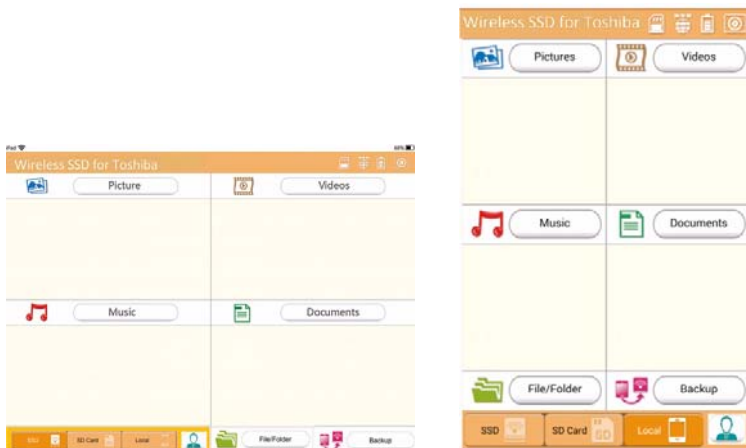 iPad 88%
Wireless SSD for Toshiba
Picture Videos
Music Documents
SSD SD Card Local File/Folder Backup
Wireless SSD for Toshiba
Pictures Videos
Music Documents
File/Folder Backup
SSD SD Card SD Local